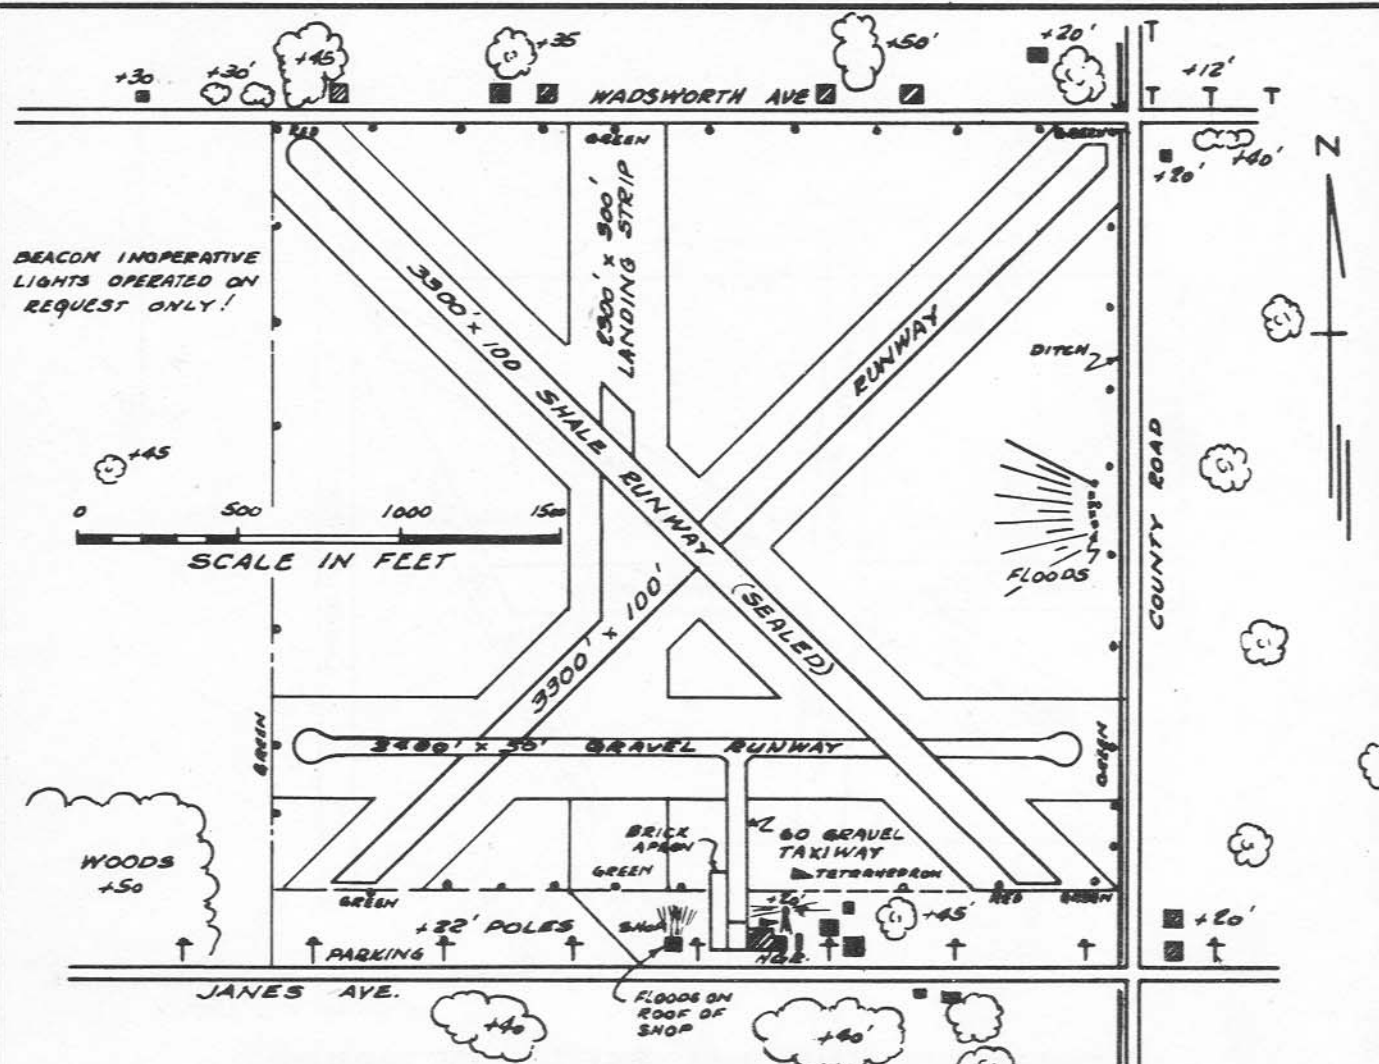 +45
+35
+50'
+20'
+30
+30'
+12'
T
T T T
WADSWORTH AVE
RED
GREEN
GREEN
+20'
+40'
N
2300' x 300'
LANDING STRIP
BEACON INOPERATIVE
LIGHTS OPERATED ON
REQUEST ONLY!
3300' x 100 SHALE RUNWAY (SEALED)
RUNWAY
DITCH
COUNTY ROAD
+45
0 500 1000 1500
SCALE IN FEET
FLOODS
3300' x 100'
GREEN
2400' x 50' GRAVEL RUNWAY
GREEN
WOODS
+50
BRICK
APRON
60 GRAVEL
TAXIWAY
TETRAHEDRON
GREEN
GREEN
+20'
RED
GREEN
+22' POLES
SHOP
+45'
+20'
PARKING
HGR.
JANES AVE.
+40
FLOODS ON
ROOF OF
SHOP
+40'